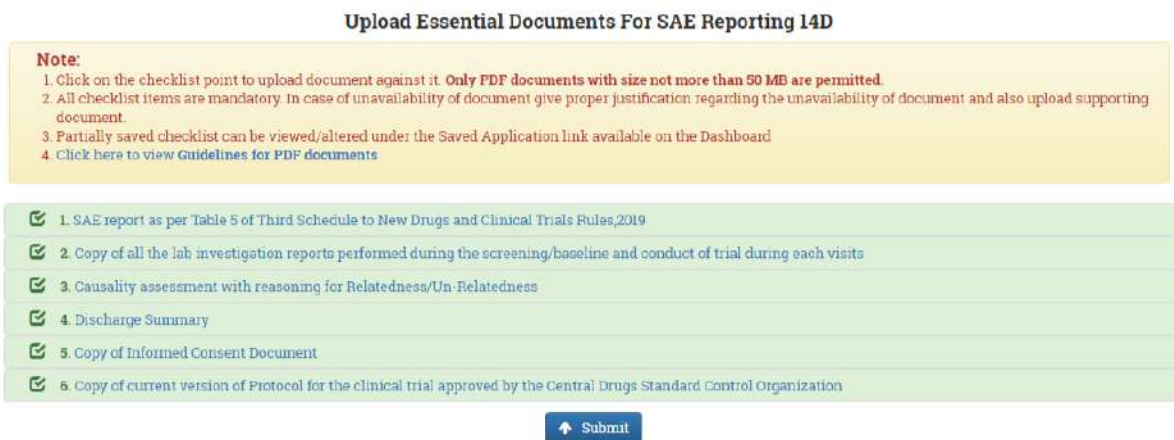 Upload Essential Documents For SAE Reporting 14D
Note:
1. Click on the checklist point to upload document against it. Only PDF documents with size not more than 50 MB are permitted.
2. All checklist items are mandatory. In case of unavailability of document give proper justification regarding the unavailability of document and also upload supporting
document.
3. Partially saved checklist can be viewed/altered under the Saved Application link available on the Dashboard
4. Click here to view Guidelines for PDF documents
1. SAE report as per Table 5 of Third Schedule to New Drugs and Clinical Trials Rules,2019
2. Copy of all the lab investigation reports performed during the screening/baseline and conduct of trial during each visits
3. Causality assessment with reasoning for Relatedness/Un-Relatedness
4. Discharge Summary
5. Copy of Informed Consent Document
6. Copy of current version of Protocol for the clinical trial approved by the Central Drugs Standard Control Organization
Submit